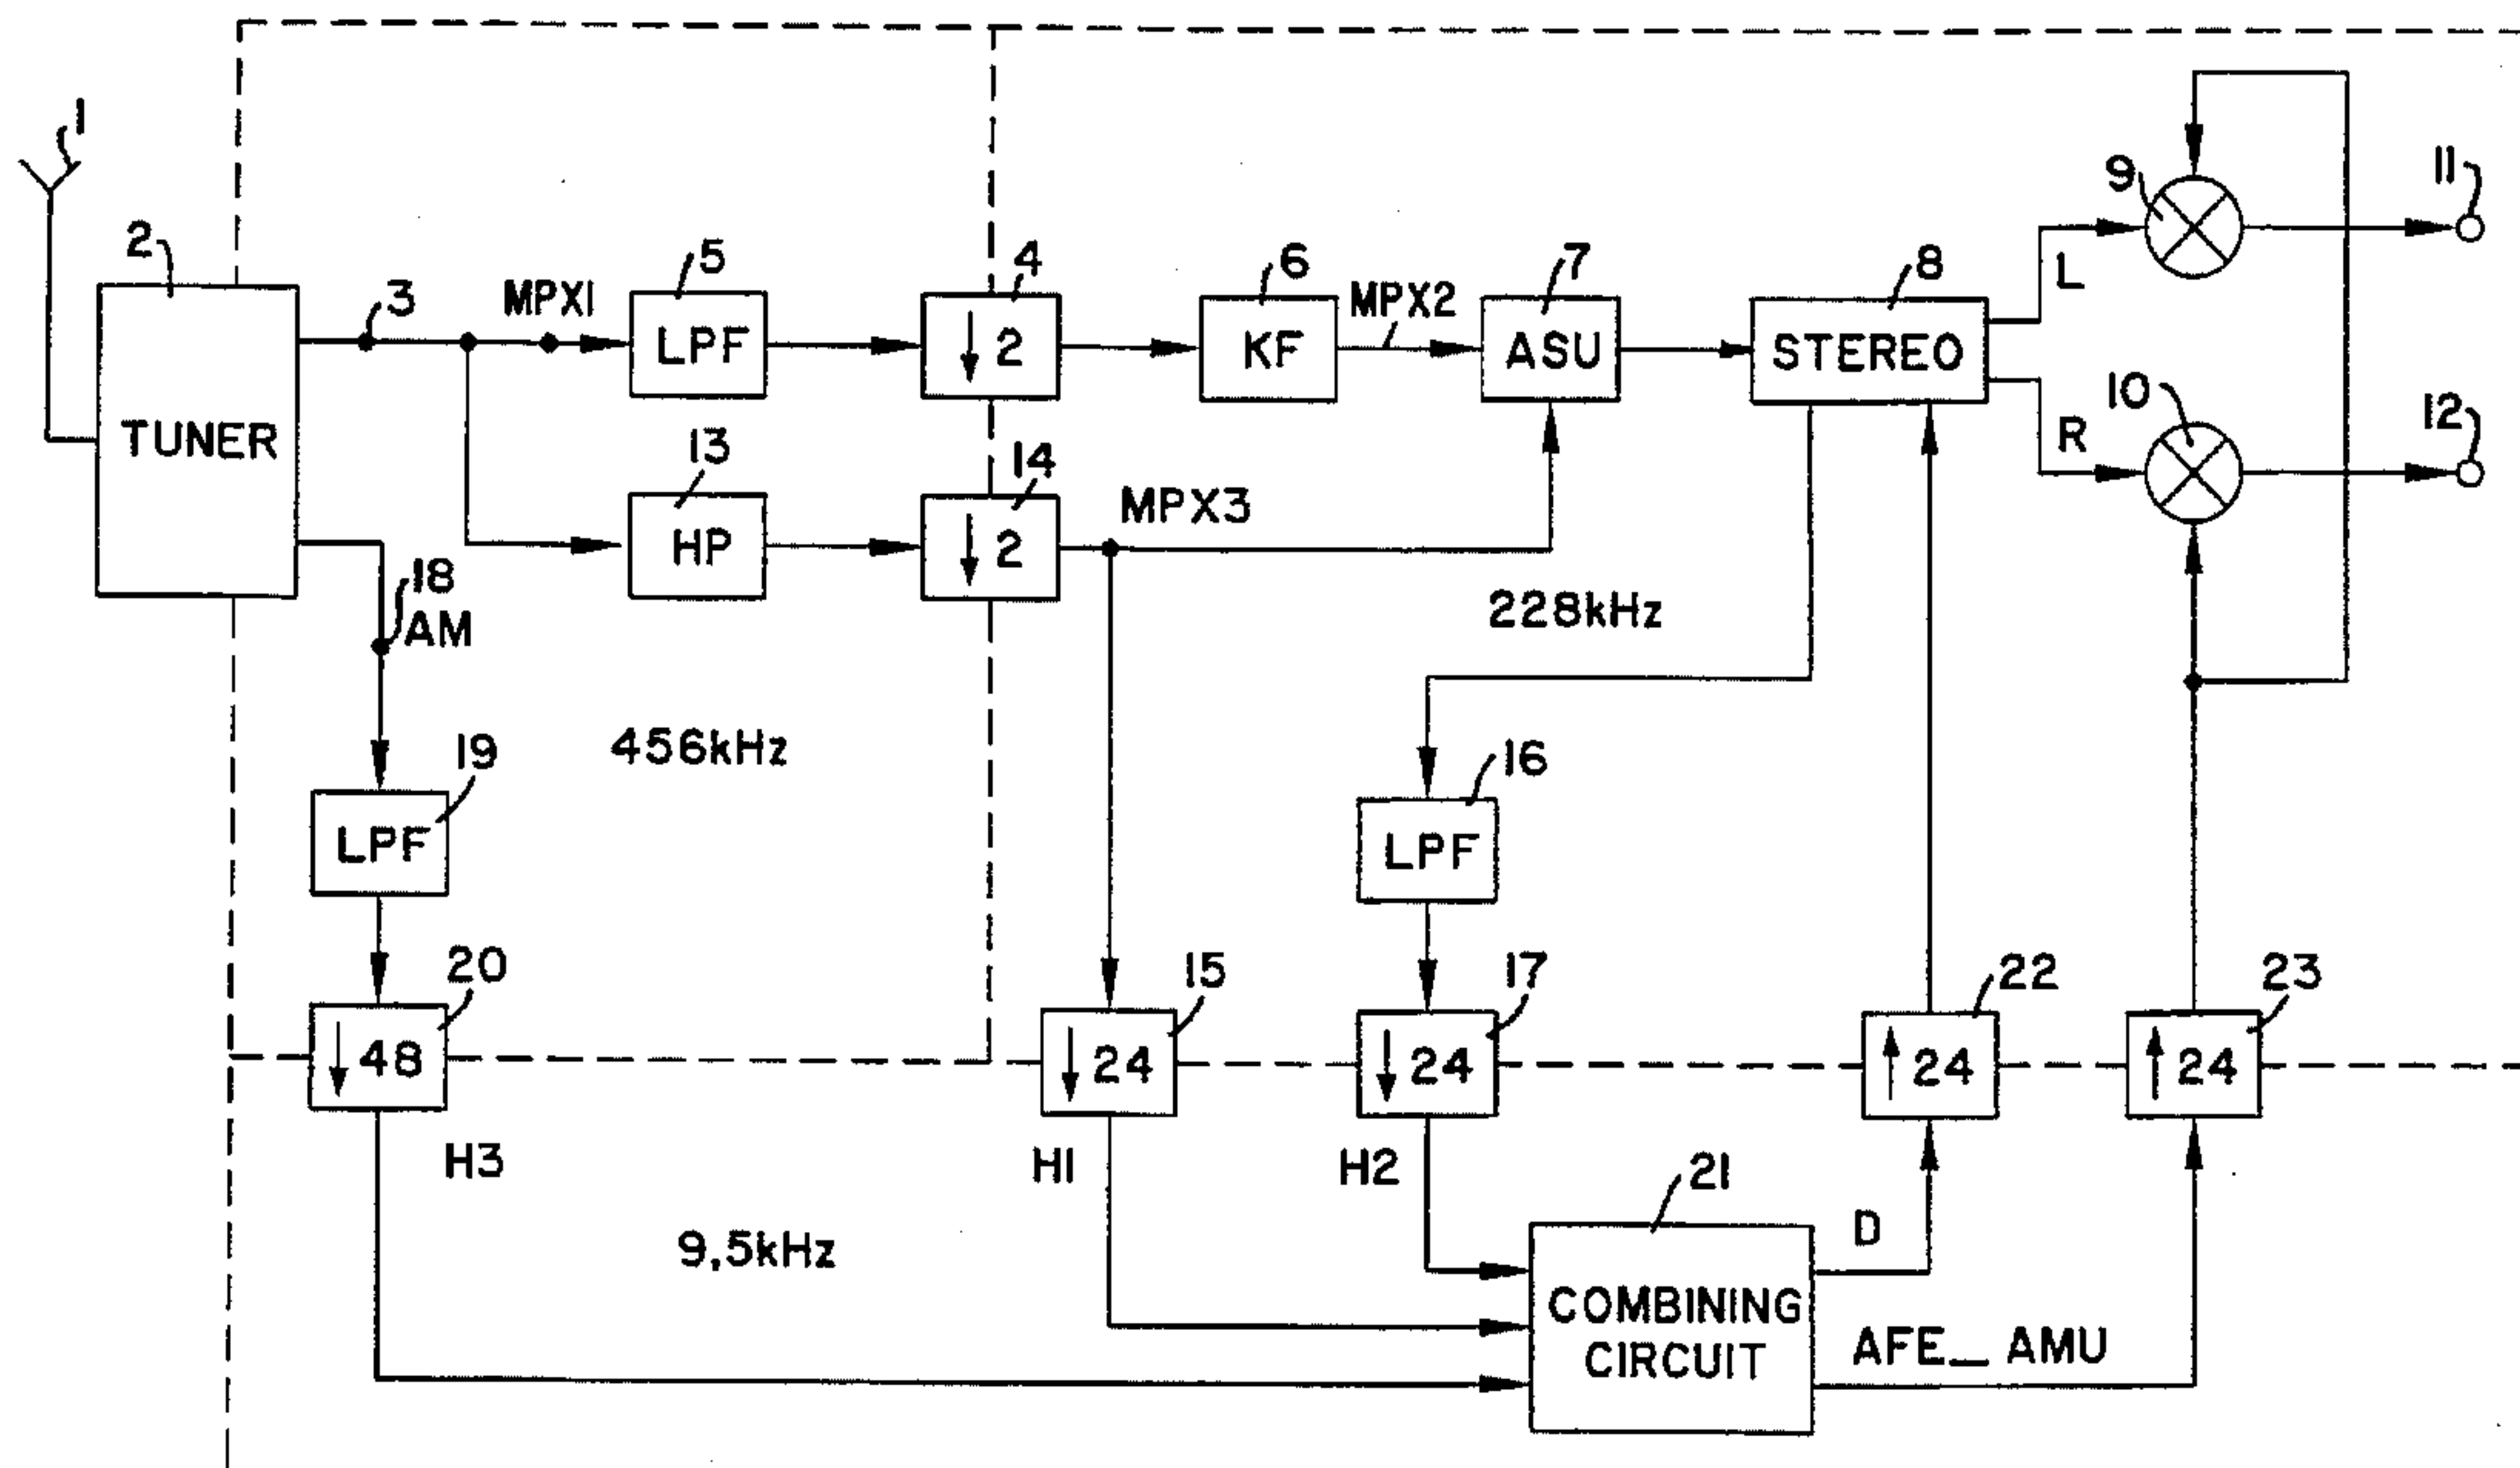 1
2
TUNER
3
MPX1
5
LPF
4
↓ 2
6
KF
MPX2
7
ASU
8
STEREO
L
R
9
10
11
12
13
HP
14
↓ 2
MPX3
18
AM
228kHz
456kHz
19
LPF
16
LPF
20
↓ 48
15
↓ 24
17
↓ 24
22
↑ 24
23
↑ 24
H3
H1
H2
9,5kHz
21
COMBINING
CIRCUIT
D
AFE_ AMU